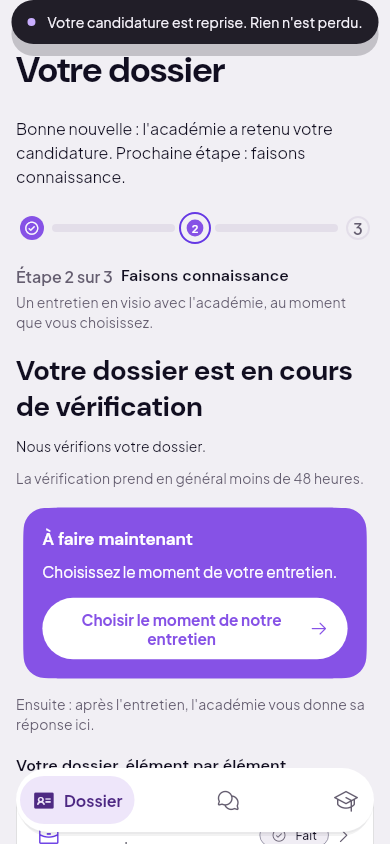 Votre candidature est reprise. Rien n'est perdu.
Votre dossier
Bonne nouvelle : l'académie a retenu votre
candidature. Prochaine étape : faisons
connaissance.
2
3
Étape 2 sur 3 Faisons connaissance
Un entretien en visio avec l'académie, au moment
que vous choisissez.
Votre dossier est en cours
de vérification
Nous vérifions votre dossier.
La vérification prend en général moins de 48 heures.
À faire maintenant
Choisissez le moment de votre entretien.
Choisir le moment de notre
entretien
Ensuite : après l'entretien, l'académie vous donne sa
réponse ici.
Votre dossier, élément par élément
Dossier
Fait